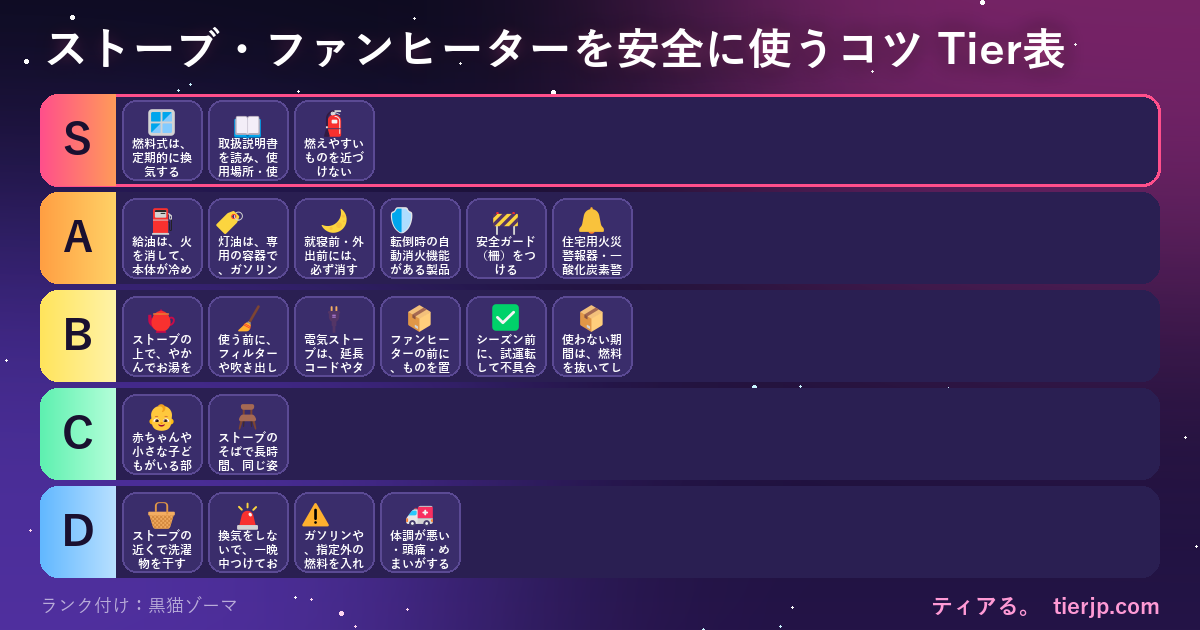 ストーブ・ファンヒーターを安全に使うコツ Tier表
S
燃料式は、
定期的に換
気する
取扱説明書
を読み、使
用場所・使
燃えやすい
ものを近づ
けない
A
給油は、火
を消して、
本体が冷め
灯油は、専
用の容器で
、ガソリン
就寝前・外
出前には、
必ず消す
転倒時の自
動消火機能
がある製品
安全ガード
（柵）をつ
ける
住宅用火災
警報器・一
酸化炭素警
B
ストーブの
上で、やか
んでお湯を
使う前に、
フィルター
や吹き出し
電気ストー
ブは、延長
コードやタ
ファンヒー
ターの前に
、ものを置
シーズン前
に、試運転
して不具合
使わない期
間は、燃料
を抜いてし
C
赤ちゃんや
小さな子ど
もがいる部
ストーブの
そばで長時
間、同じ姿
D
ストーブの
近くで洗濯
物を干す
換気をしな
いで、一晩
中つけてお
ガソリンや
、指定外の
燃料を入れ
体調が悪い
・頭痛・め
まいがする
ランク付け：黒猫ゾーマ
ティアる。 tierjp.com